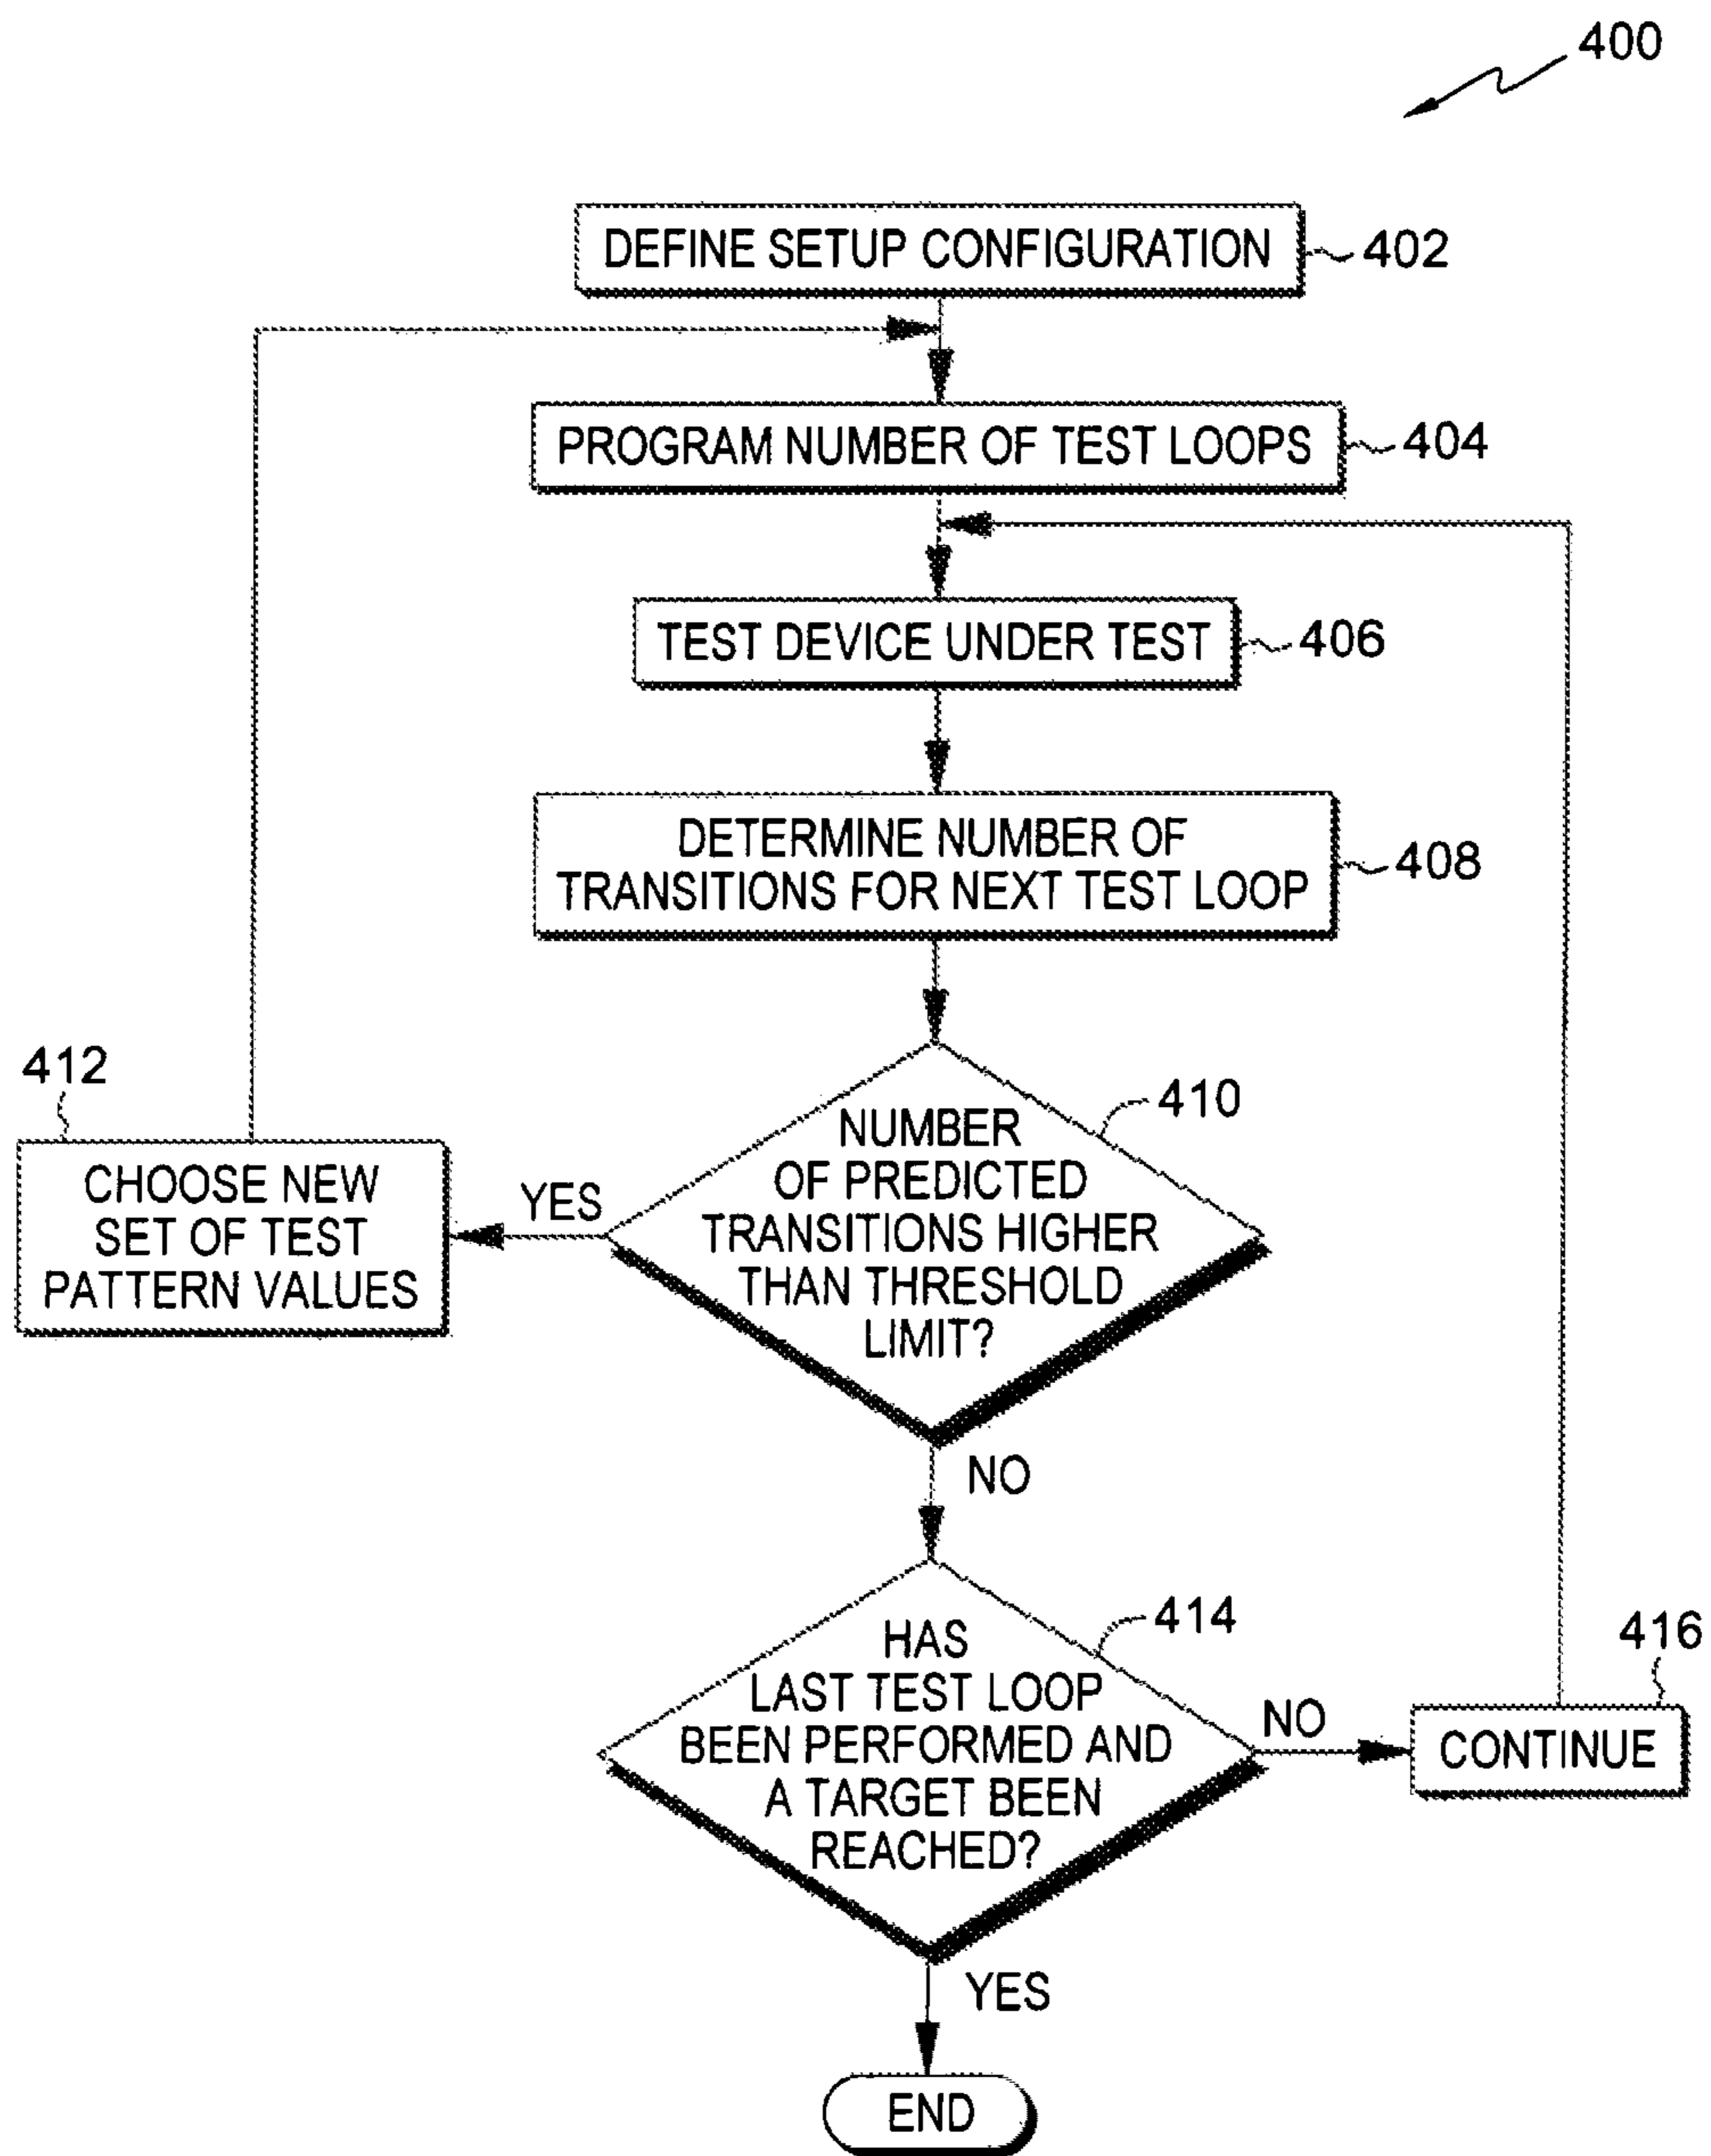 400
DEFINE SETUP CONFIGURATION
402
PROGRAM NUMBER OF TEST LOOPS
404
TEST DEVICE UNDER TEST
406
DETERMINE NUMBER OF
TRANSITIONS FOR NEXT TEST LOOP
408
412
CHOOSE NEW
SET OF TEST
PATTERN VALUES
YES
410
NUMBER
OF PREDICTED
TRANSITIONS HIGHER
THAN THRESHOLD
LIMIT?
NO
414
HAS
LAST TEST LOOP
BEEN PERFORMED AND
A TARGET BEEN
REACHED?
NO
416
CONTINUE
YES
END